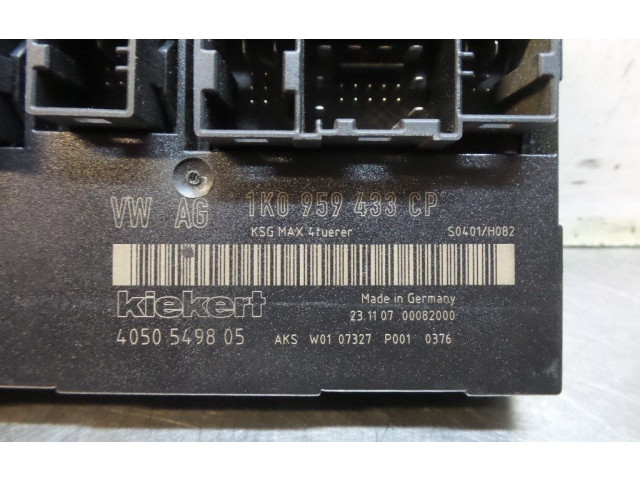 VW AG 1K0 959 433 CP
KSG MAX 4tuerer S0401/H082
kiekert Made in Germany
23.11.07 00082000
4050 5498 05 AKS W01 07327 P001 0376